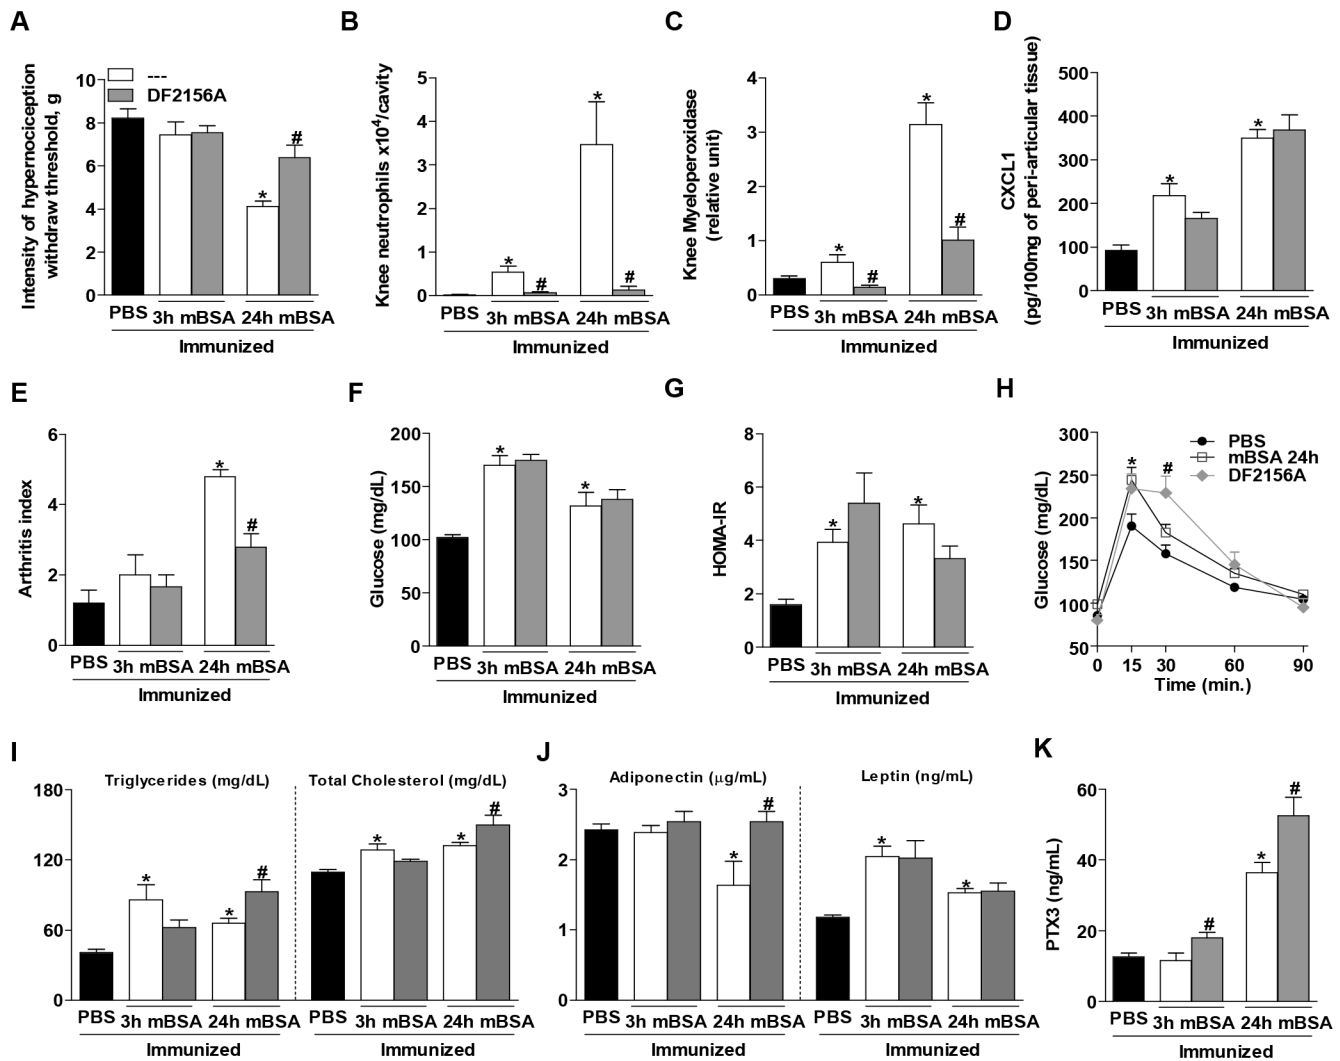 A
Intensity of hypernociception
withdraw threshold, g
10
8
6
4
2
0
---
DF2156A
*
#
PBS
3h mBSA
24h mBSA
Immunized
B
Knee neutrophils x10⁴/cavity
5
4
3
2
1
0
*
#
*
#
PBS
3h mBSA
24h mBSA
Immunized
C
Knee Myeloperoxidase
(relative unit)
4
3
2
1
0
*
#
*
#
PBS
3h mBSA
24h mBSA
Immunized
D
CXCL1
(pg/100mg of peri-articular tissue)
500
400
300
200
100
0
*
*
PBS
3h mBSA
24h mBSA
Immunized
E
Arthritis index
6
4
2
0
*
#
PBS
3h mBSA
24h mBSA
Immunized
F
Glucose (mg/dL)
200
150
100
50
0
*
*
PBS
3h mBSA
24h mBSA
Immunized
G
HOMA-IR
8
6
4
2
0
*
*
PBS
3h mBSA
24h mBSA
Immunized
H
Glucose (mg/dL)
300
250
200
150
100
50
PBS
mBSA 24h
DF2156A
*
#
0 15 30 60 90
Time (min.)
I
Triglycerides (mg/dL)
Total Cholesterol (mg/dL)
180
120
60
0
*
*
#
*
*
#
PBS
3h mBSA
24h mBSA
PBS
3h mBSA
24h mBSA
Immunized
Immunized
J
Adiponectin (μg/mL)
Leptin (ng/mL)
3
2
1
0
*
#
*
*
PBS
3h mBSA
24h mBSA
PBS
3h mBSA
24h mBSA
Immunized
Immunized
K
PTX3 (ng/mL)
60
40
20
0
#
*
#
PBS
3h mBSA
24h mBSA
Immunized